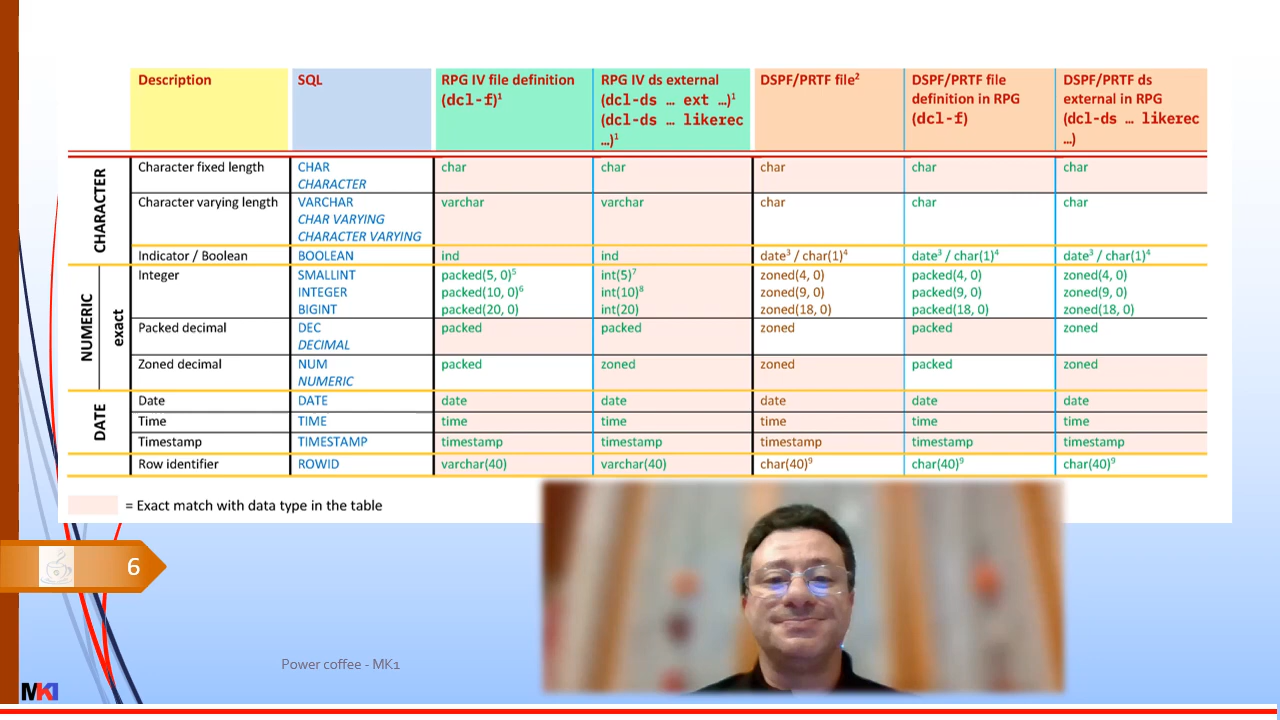 Description
SQL
RPG IV file definition
(dcl-f)¹
RPG IV ds external
(dcl-ds … ext …)¹
(dcl-ds … likerec
…)¹
DSPF/PRTF file²
DSPF/PRTF file
definition in RPG
(dcl-f)
DSPF/PRTF ds
external in RPG
(dcl-ds … likerec
…)
CHARACTER
Character fixed length
CHAR
CHARACTER
char
char
char
char
char
Character varying length
VARCHAR
CHAR VARYING
CHARACTER VARYING
varchar
varchar
char
char
char
Indicator / Boolean
BOOLEAN
ind
ind
date³ / char(1)⁴
date³ / char(1)⁴
date³ / char(1)⁴
NUMERIC
exact
Integer
SMALLINT
INTEGER
BIGINT
packed(5, 0)⁵
packed(10, 0)⁶
packed(20, 0)
int(5)⁷
int(10)⁸
int(20)
zoned(4, 0)
zoned(9, 0)
zoned(18, 0)
packed(4, 0)
packed(9, 0)
packed(18, 0)
zoned(4, 0)
zoned(9, 0)
zoned(18, 0)
Packed decimal
DEC
DECIMAL
packed
packed
zoned
packed
zoned
Zoned decimal
NUM
NUMERIC
packed
zoned
zoned
packed
zoned
DATE
Date
DATE
date
date
date
date
date
Time
TIME
time
time
time
time
time
Timestamp
TIMESTAMP
timestamp
timestamp
timestamp
timestamp
timestamp
Row identifier
ROWID
varchar(40)
varchar(40)
char(40)⁹
char(40)⁹
char(40)⁹
= Exact match with data type in the table
6
Power coffee - MK1
MK1